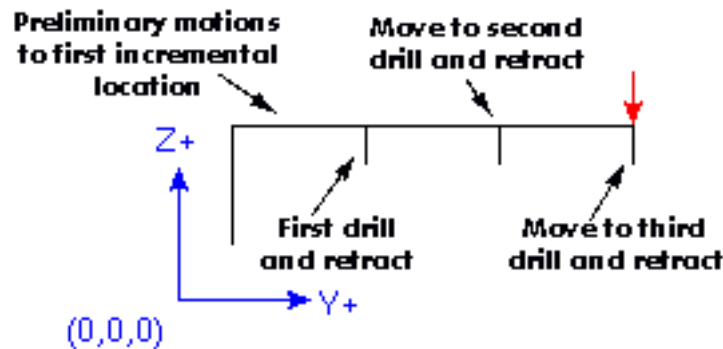 Preliminary motions
to first incremental
location
Move to second
drill and retract
Z+
First drill
and retract
Move to third
drill and retract
Y+
(0,0,0)